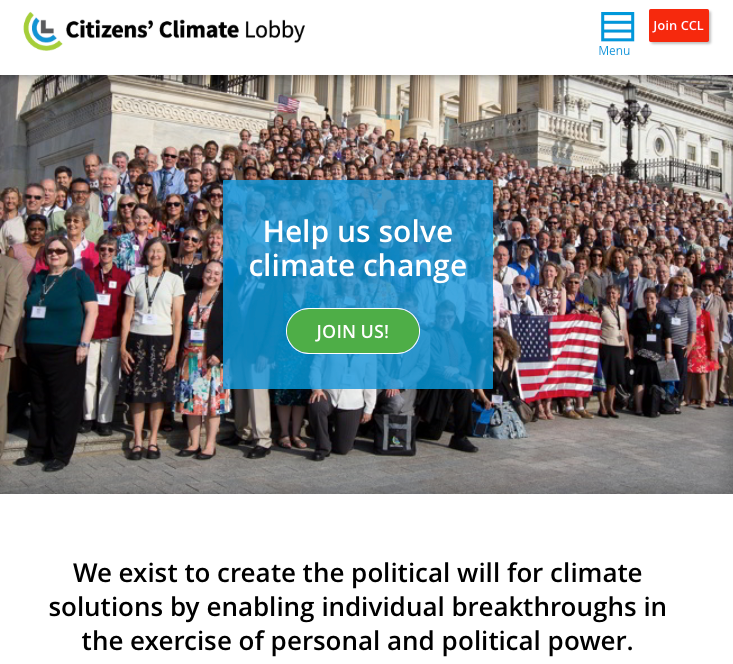 Citizens’ Climate Lobby
Menu
Join CCL
Help us solve
climate change
JOIN US!
We exist to create the political will for climate
solutions by enabling individual breakthroughs in
the exercise of personal and political power.